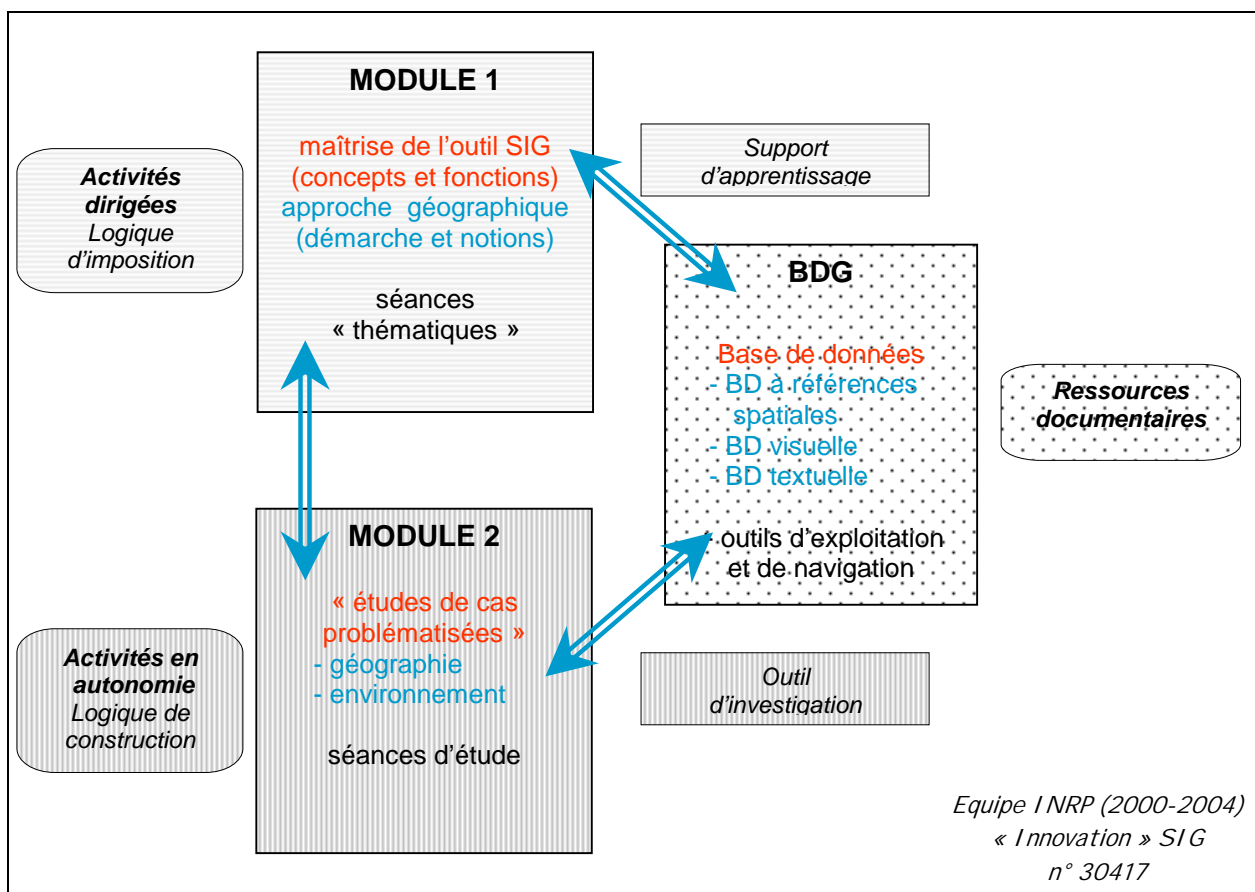 MODULE 1
maîtrise de l'outil SIG
(concepts et fonctions)
approche géographique
(démarche et notions)
séances
« thématiques »
Activités
dirigées
Logique
d'imposition
Support
d'apprentissage
BDG
Base de données
- BD à références
spatiales
- BD visuelle
- BD textuelle
- outils d'exploitation
et de navigation
Ressources
documentaires
MODULE 2
« études de cas
problématisées »
- géographie
- environnement
séances d'étude
Activités en
autonomie
Logique de
construction
Outil
d'investigation
Equipe INRP (2000-2004)
« Innovation » SIG
n° 30417